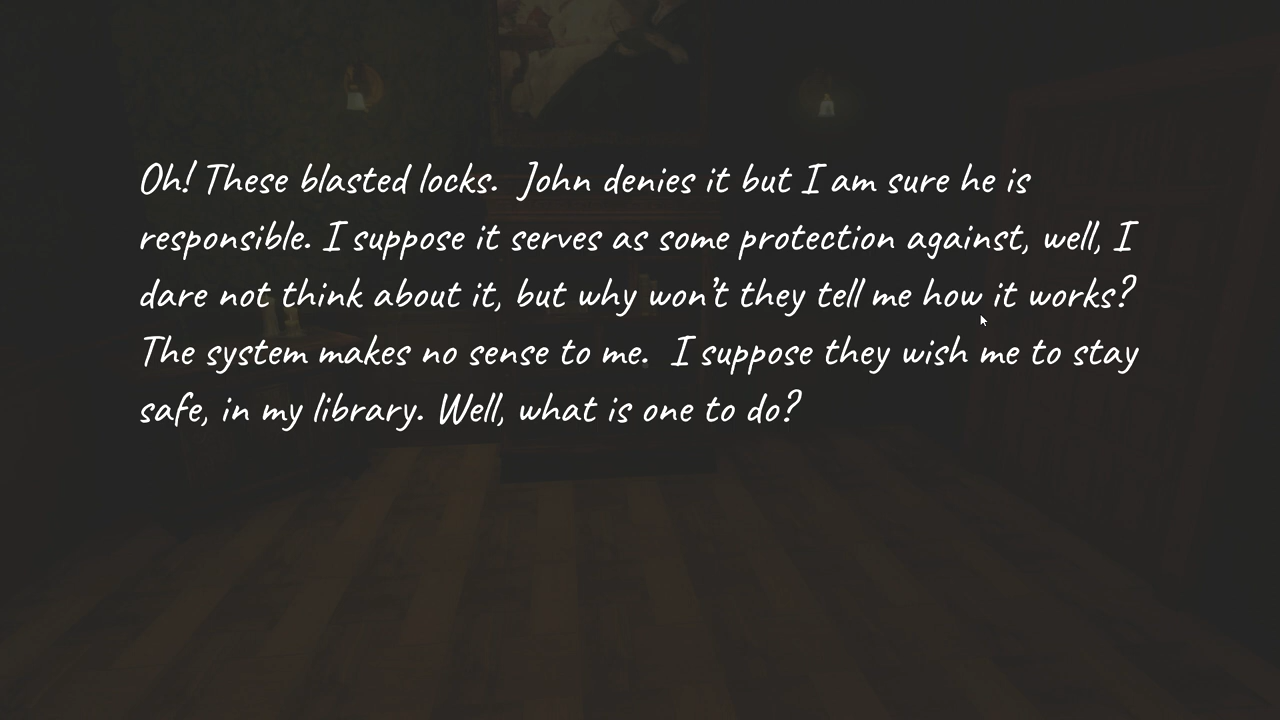 Oh! These blasted locks.  John denies it but I am sure he is
responsible. I suppose it serves as some protection against, well, I
dare not think about it, but why won't they tell me how it works?
The system makes no sense to me.  I suppose they wish me to stay
safe, in my library. Well, what is one to do?